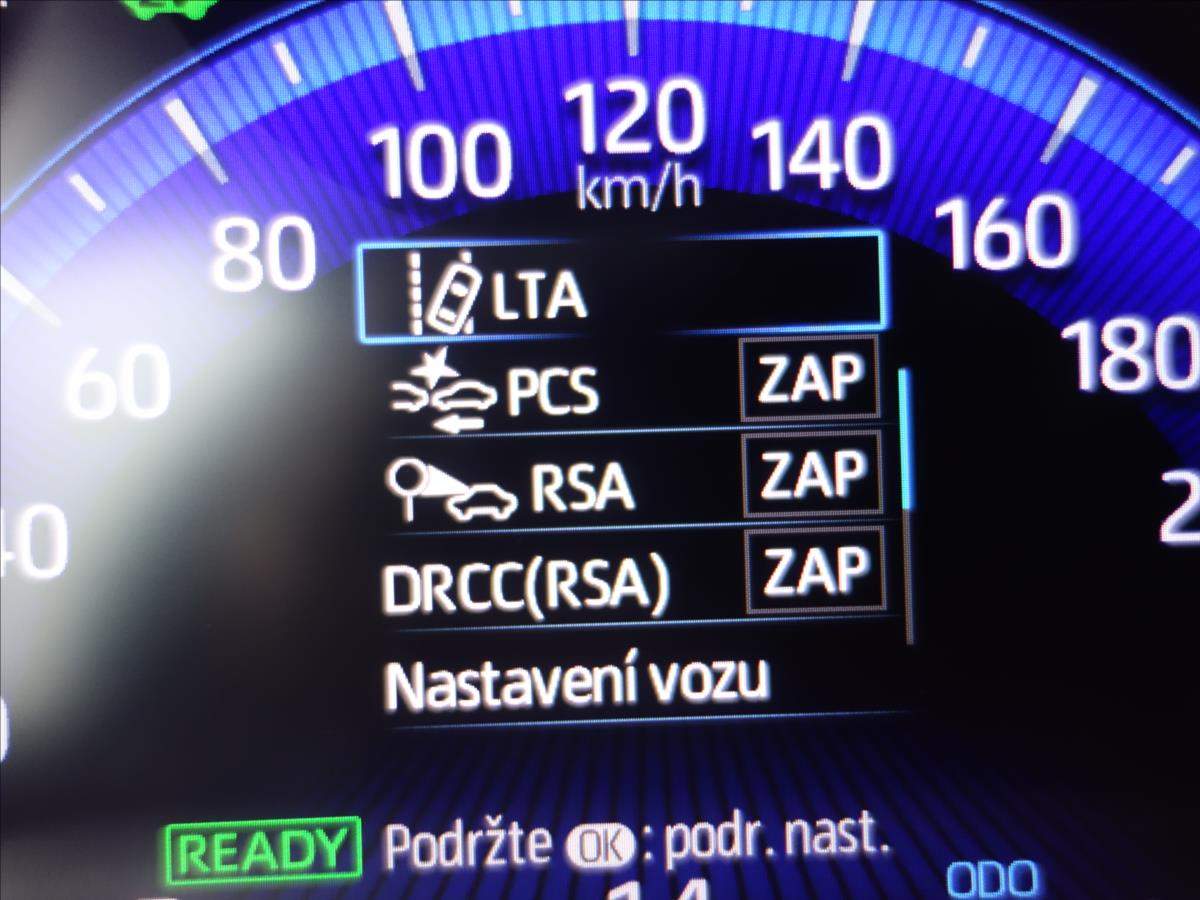 120
100 140
km/h
80 160
LTA
60 180
PCS ZAP
RSA ZAP
DRCC(RSA) ZAP
Nastavení vozu
READY Podržte OK : podr. nast.
ODO